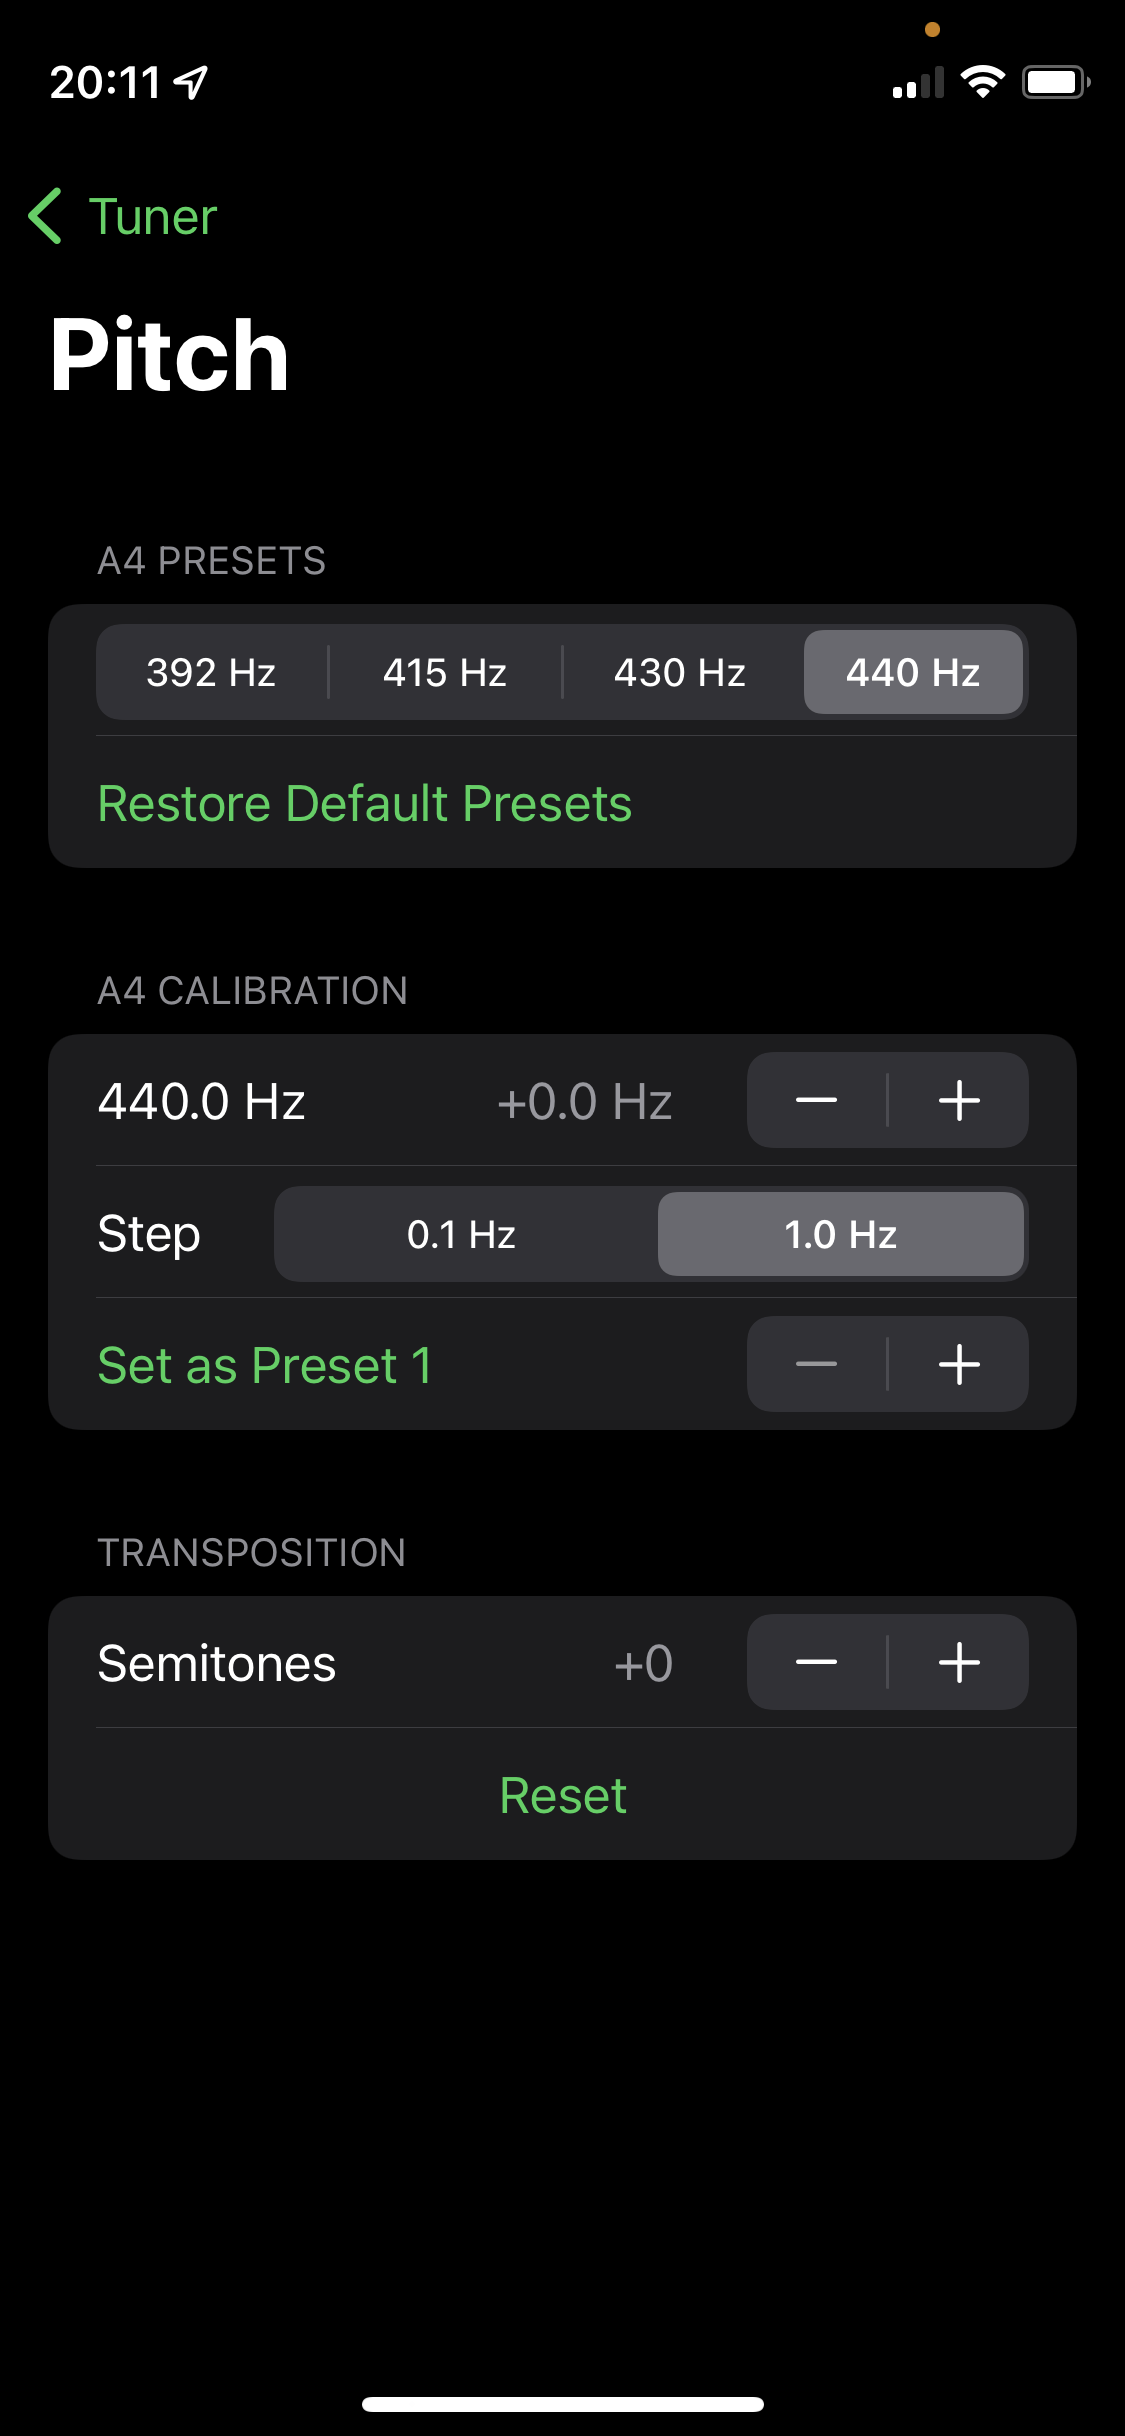 20:11
Tuner
Pitch
A4 PRESETS
392 Hz 415 Hz 430 Hz 440 Hz
Restore Default Presets
A4 CALIBRATION
440.0 Hz +0.0 Hz − +
Step 0.1 Hz 1.0 Hz
Set as Preset 1 − +
TRANSPOSITION
Semitones +0 − +
Reset